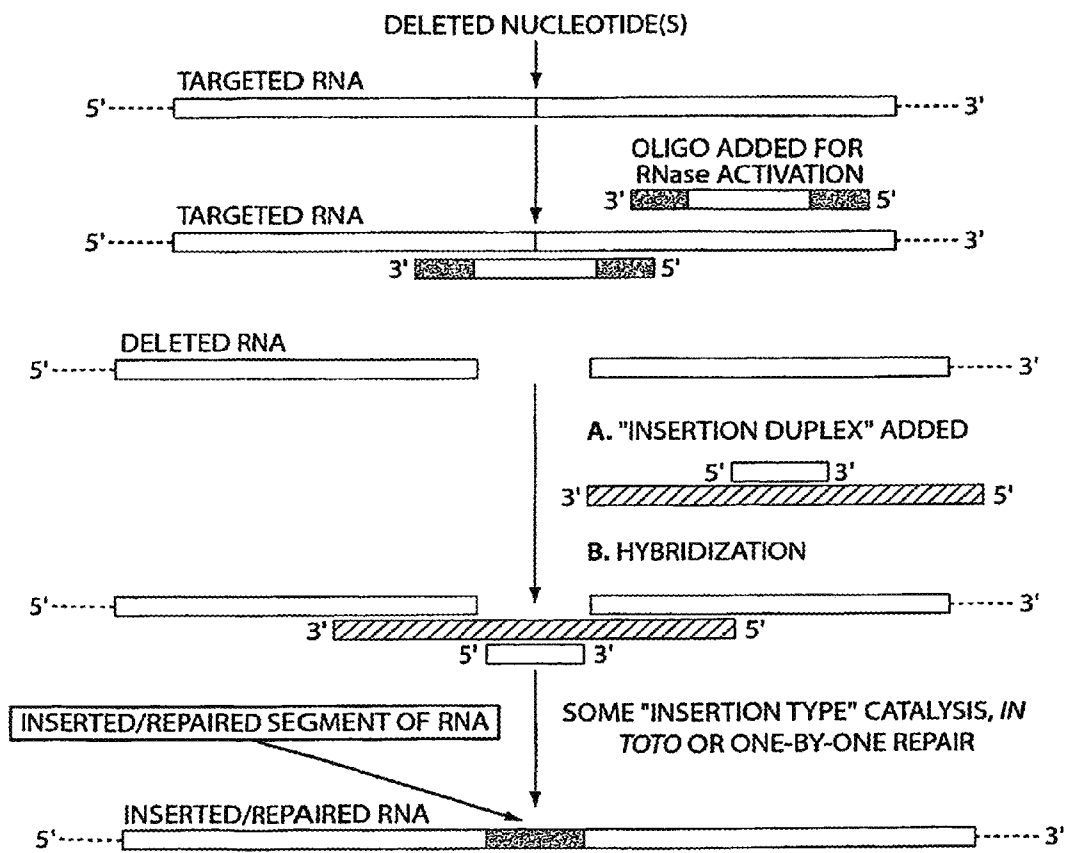 DELETED NUCLEOTIDE(S)
TARGETED RNA
5' 3'
OLIGO ADDED FOR
RNase ACTIVATION
3' 5'
TARGETED RNA
5' 3'
3' 5'
DELETED RNA
5' 3'
A. "INSERTION DUPLEX" ADDED
5' 3'
3' 5'
B. HYBRIDIZATION
5' 3'
3' 5'
5' 3'
INSERTED/REPAIRED SEGMENT OF RNA
SOME "INSERTION TYPE" CATALYSIS, IN
TOTO OR ONE-BY-ONE REPAIR
INSERTED/REPAIRED RNA
5' 3'